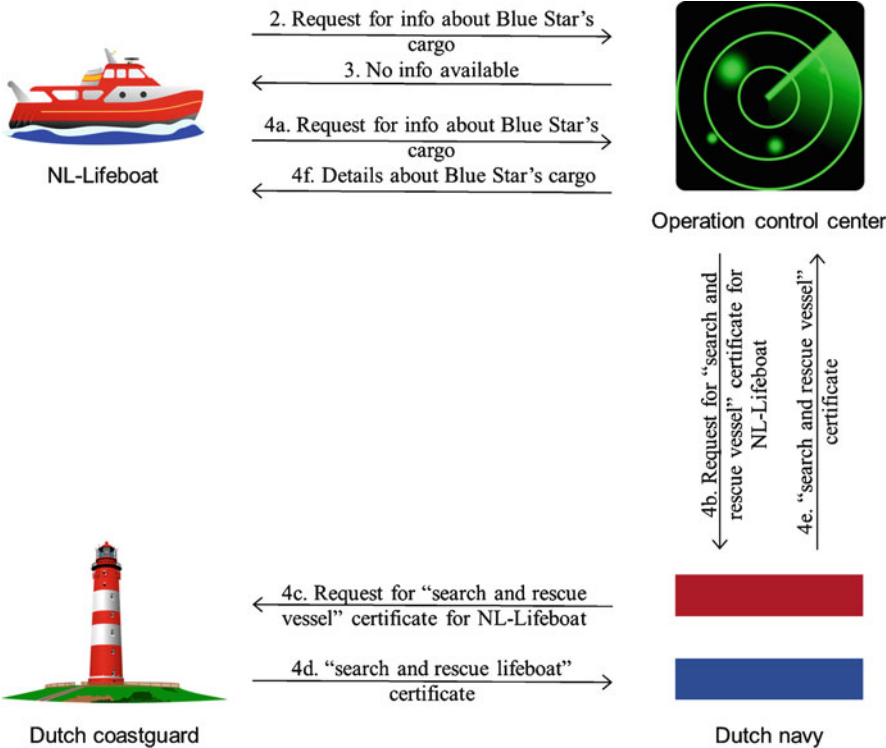 2. Request for info about Blue Star's
cargo
3. No info available
4a. Request for info about Blue Star's
cargo
4f. Details about Blue Star's cargo
NL-Lifeboat
Operation control center
4b. Request for "search and
rescue vessel" certificate for
NL-Lifeboat
4e. "search and rescue vessel"
certificate
4c. Request for "search and rescue
vessel" certificate for NL-Lifeboat
4d. "search and rescue lifeboat"
certificate
Dutch coastguard
Dutch navy